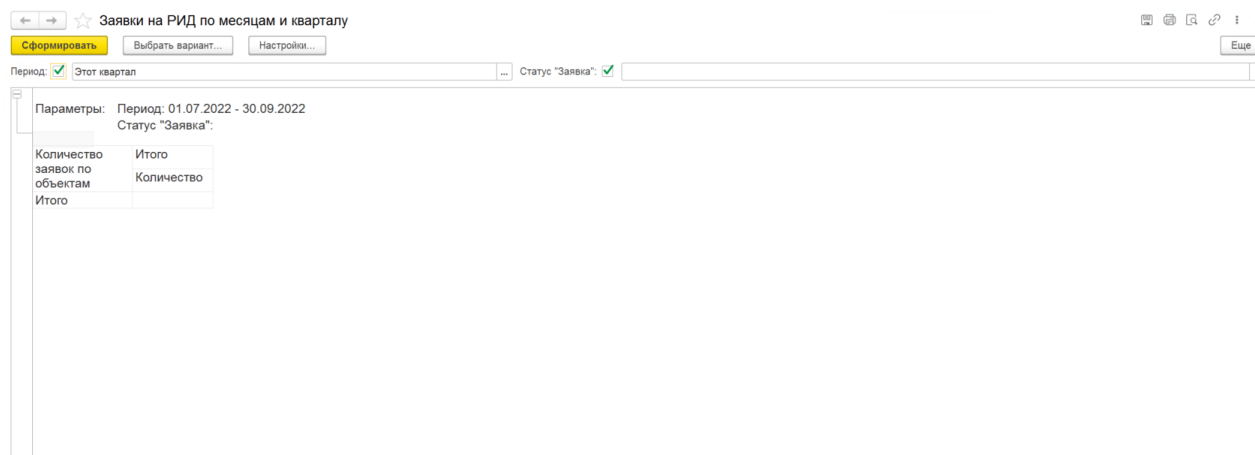 Заявки на РИД по месяцам и кварталу
Сформировать Выбрать вариант... Настройки... Еще
Период: Этот квартал ... Статус "Заявка":
Параметры: Период: 01.07.2022 - 30.09.2022
Статус "Заявка":
Количество Итого
заявок по
объектам Количество
Итого